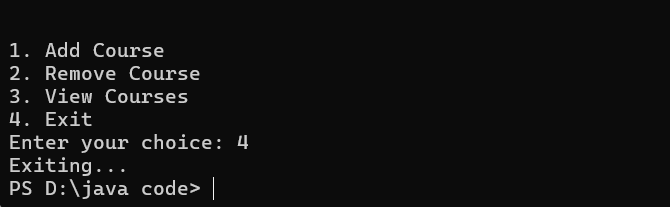 1. Add Course
2. Remove Course
3. View Courses
4. Exit
Enter your choice: 4
Exiting...
PS D:\java code>